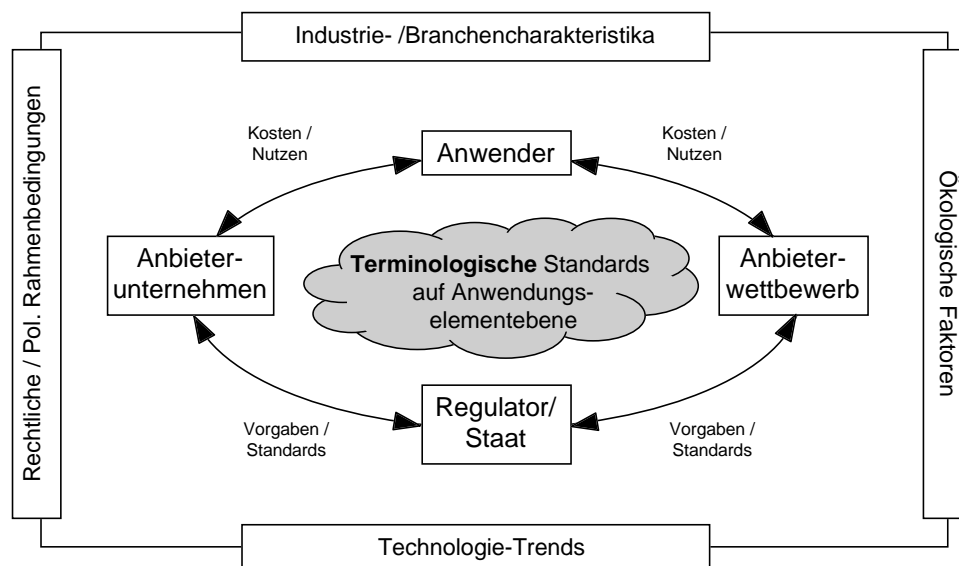 Industrie- /Branchencharakteristika
Rechtliche / Pol. Rahmenbedingungen
Kosten /
Nutzen
Anwender
Kosten /
Nutzen
Ökologische Faktoren
Anbieter-
unternehmen
Terminologische Standards
auf Anwendungs-
elementebene
Anbieter-
wettbewerb
Vorgaben /
Standards
Regulator/
Staat
Vorgaben /
Standards
Technologie-Trends